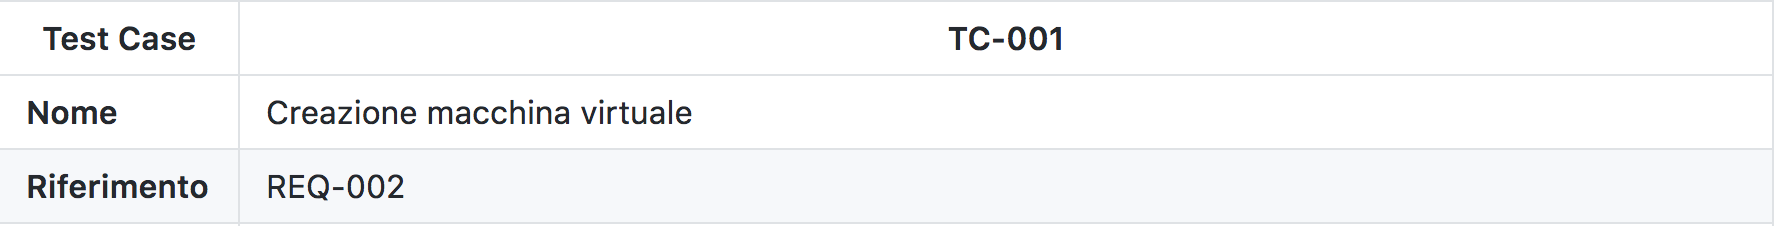 Test Case TC-001
Nome Creazione macchina virtuale
Riferimento REQ-002